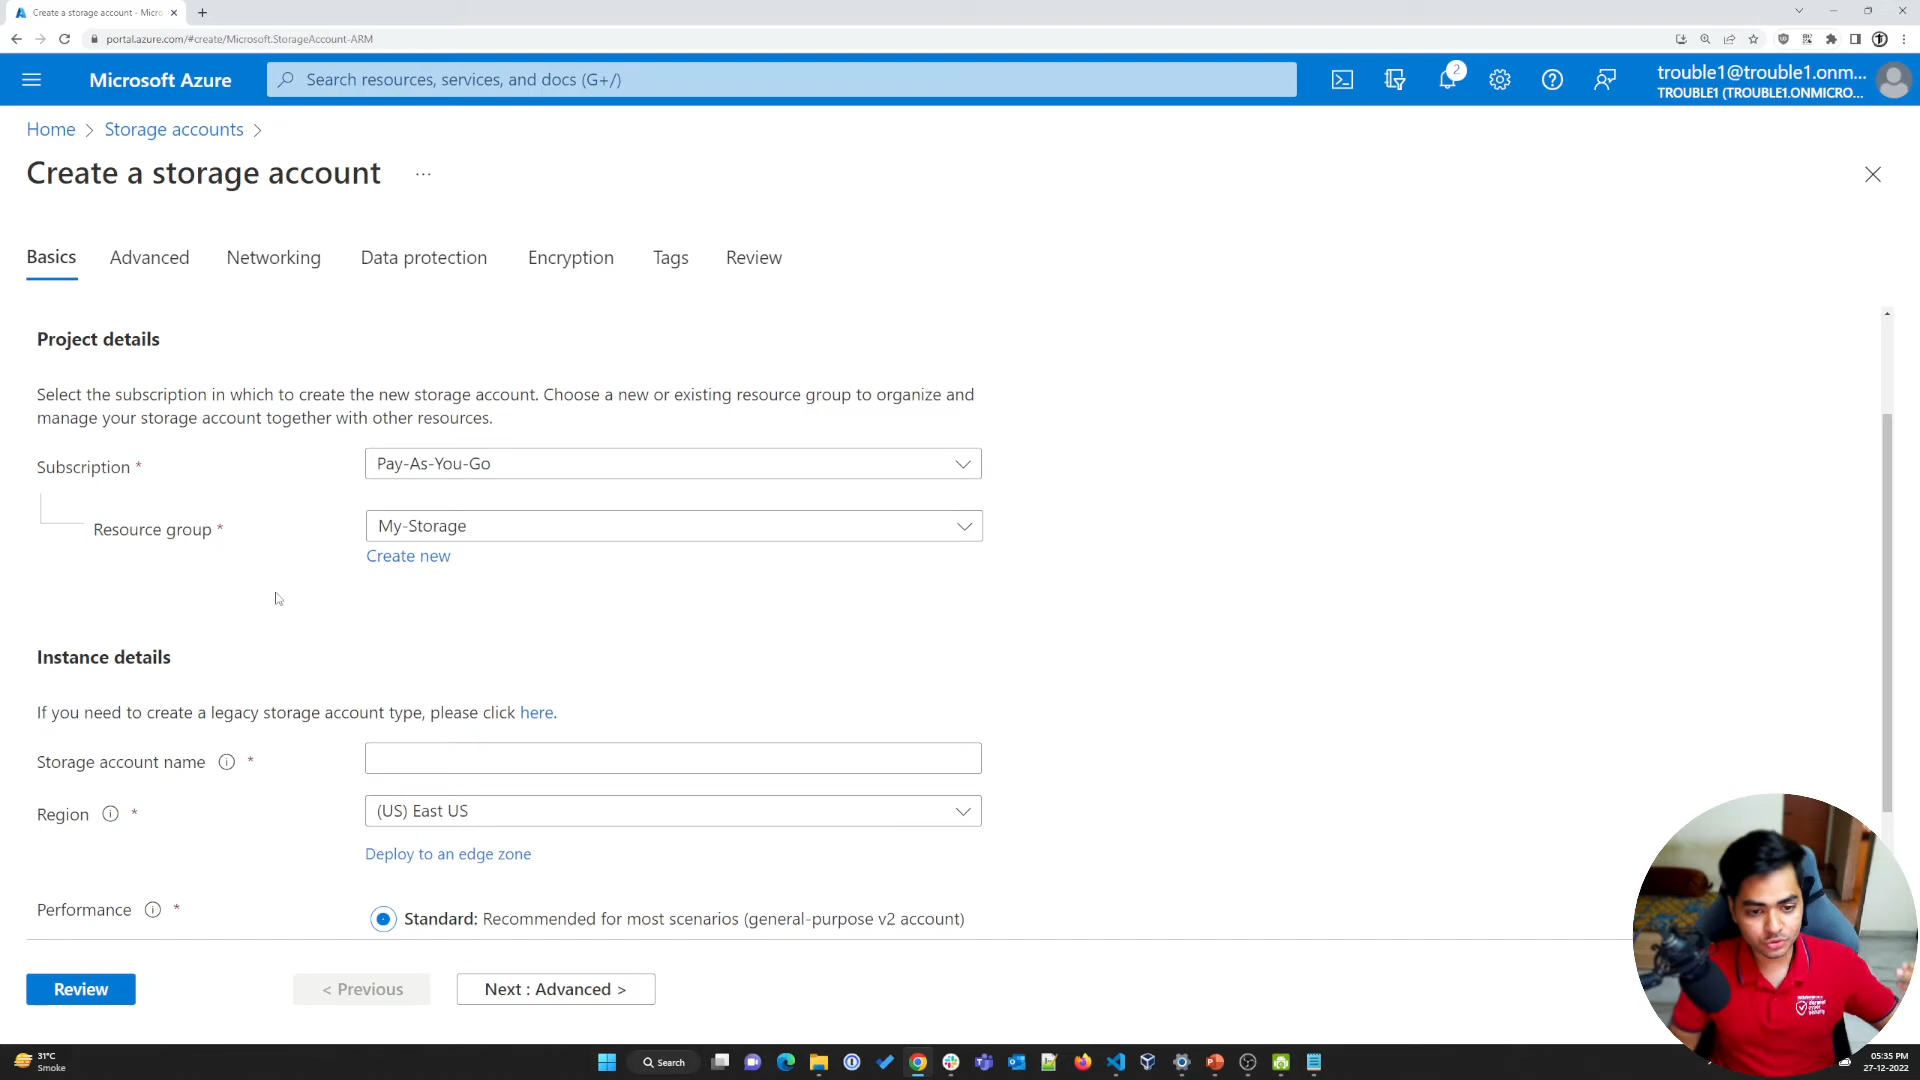 Create a storage account - Micro
portal.azure.com/#create/Microsoft.StorageAccount-ARM
Microsoft Azure
Search resources, services, and docs (G+/)
2
trouble1@trouble1.onm...
TROUBLE1 (TROUBLE1.ONMICRO...
Home > Storage accounts >
Create a storage account ...
Basics Advanced Networking Data protection Encryption Tags Review
Project details
Select the subscription in which to create the new storage account. Choose a new or existing resource group to organize and
manage your storage account together with other resources.
Subscription * Pay-As-You-Go
Resource group * My-Storage
Create new
Instance details
If you need to create a legacy storage account type, please click here.
Storage account name *
Region * (US) East US
Deploy to an edge zone
Performance * Standard: Recommended for most scenarios (general-purpose v2 account)
Review < Previous Next : Advanced >
31°C
Smoke
Search
05:35 PM
27-12-2022